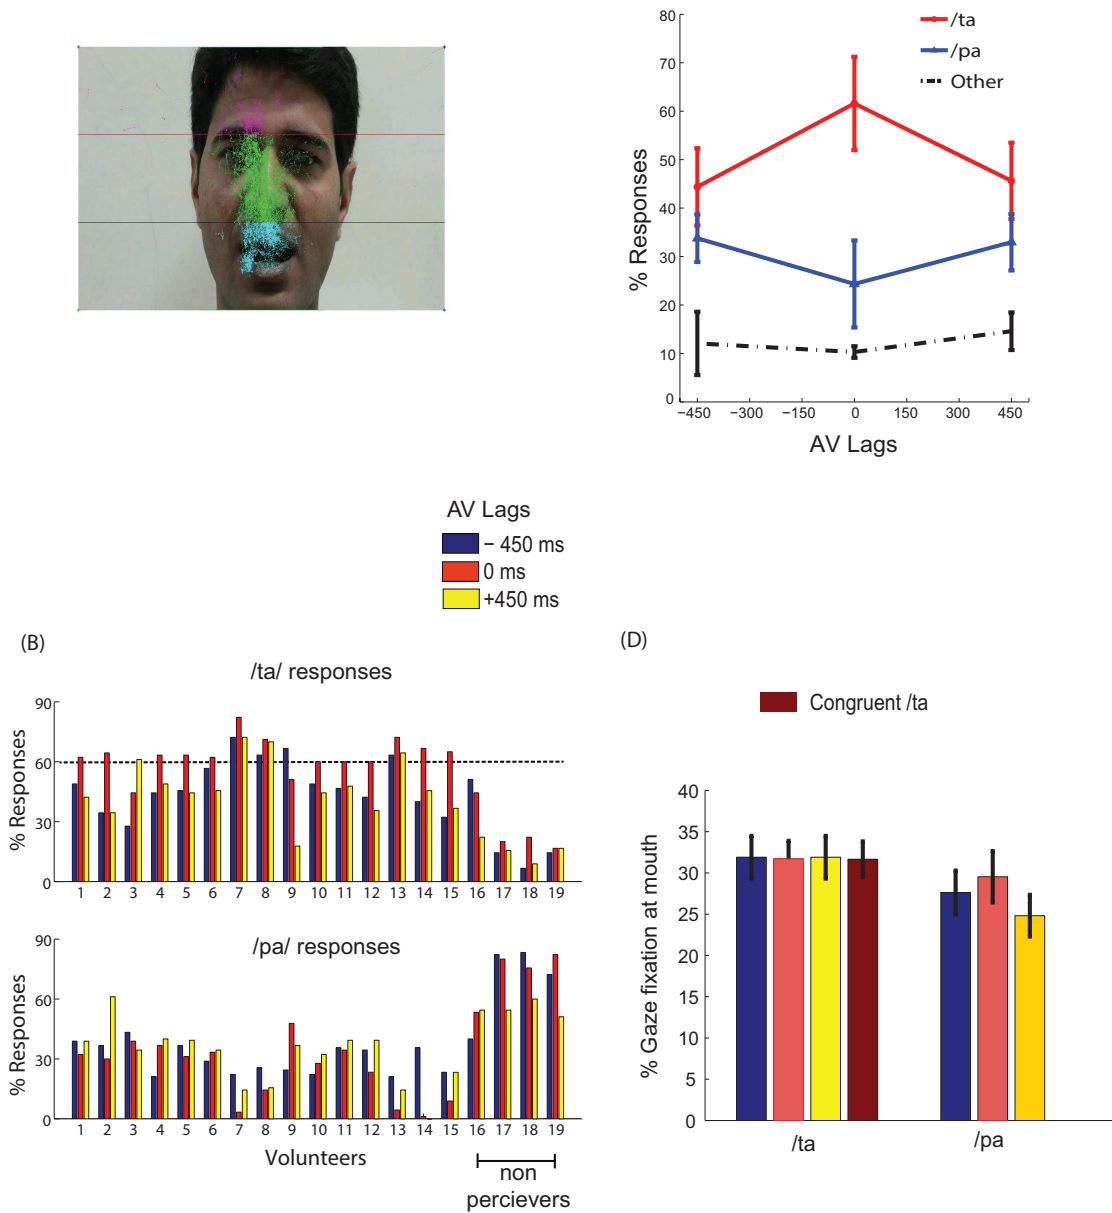 80
70
60
50
40
30
20
10
0
% Responses
/ta
/pa
Other
−450 −300 −150 0 150 300 450
AV Lags
AV Lags
− 450 ms
0 ms
+450 ms
(B)
/ta/ responses
90
60
30
0
% Responses
1 2 3 4 5 6 7 8 9 10 11 12 13 14 15 16 17 18 19
/pa/ responses
90
60
30
0
% Responses
1 2 3 4 5 6 7 8 9 10 11 12 13 14 15 16 17 18 19
Volunteers
non
percievers
(D)
Congruent /ta
40
35
30
25
20
15
10
5
0
% Gaze fixation at mouth
/ta /pa